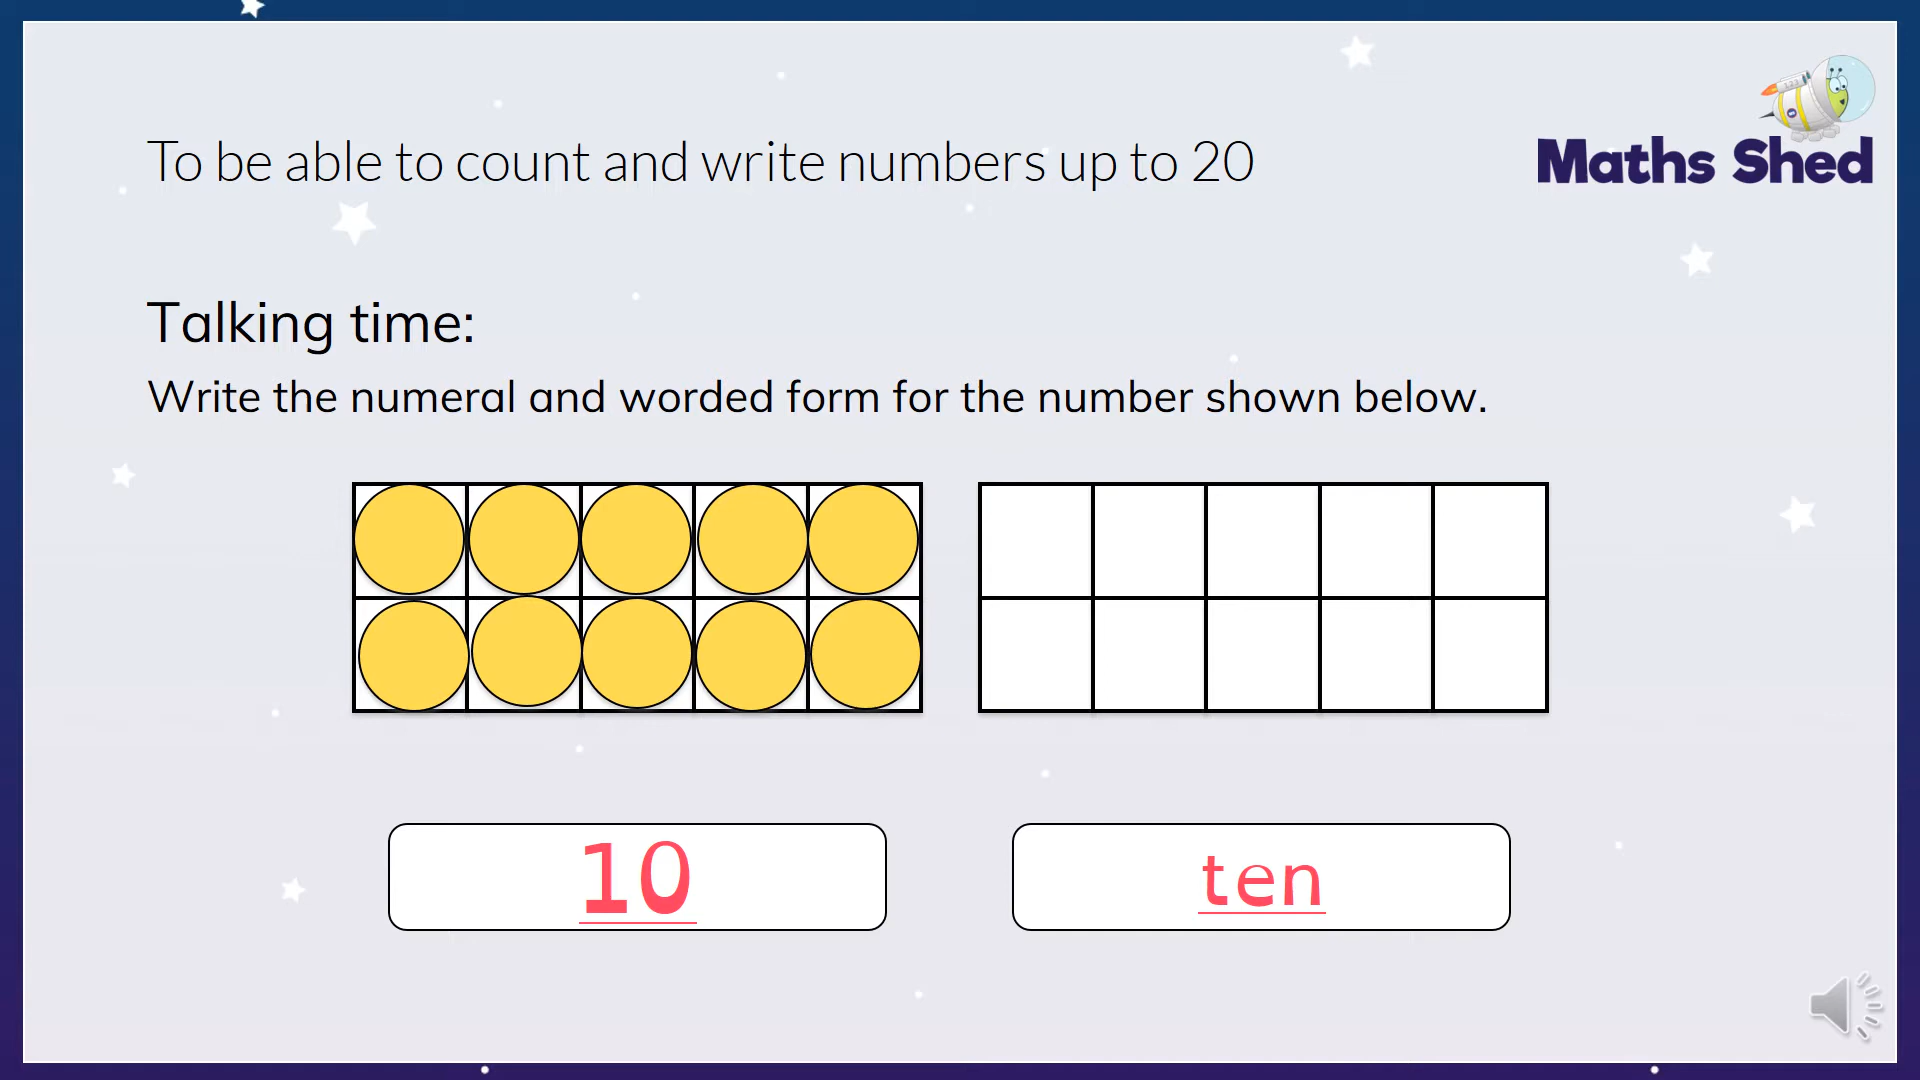 To be able to count and write numbers up to 20
Maths Shed
Talking time:
Write the numeral and worded form for the number shown below.
10
ten